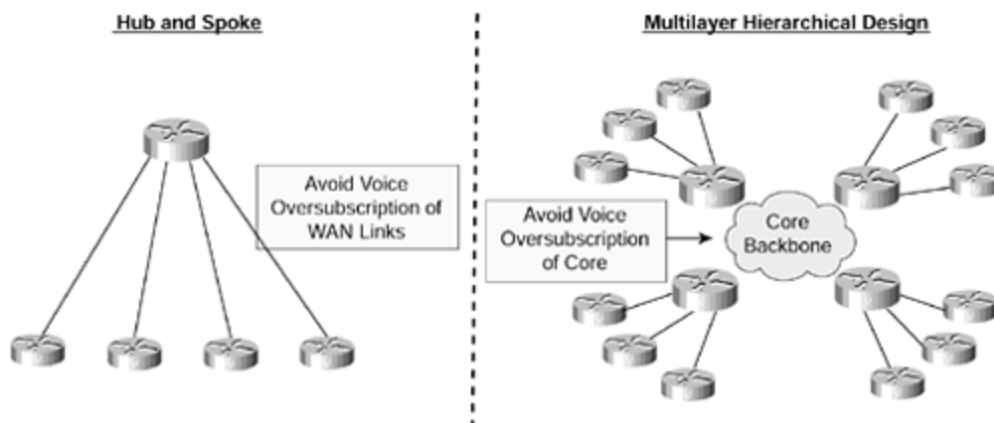 Hub and Spoke
Avoid Voice
Oversubscription of
WAN Links
Multilayer Hierarchical Design
Avoid Voice
Oversubscription
of Core
Core
Backbone